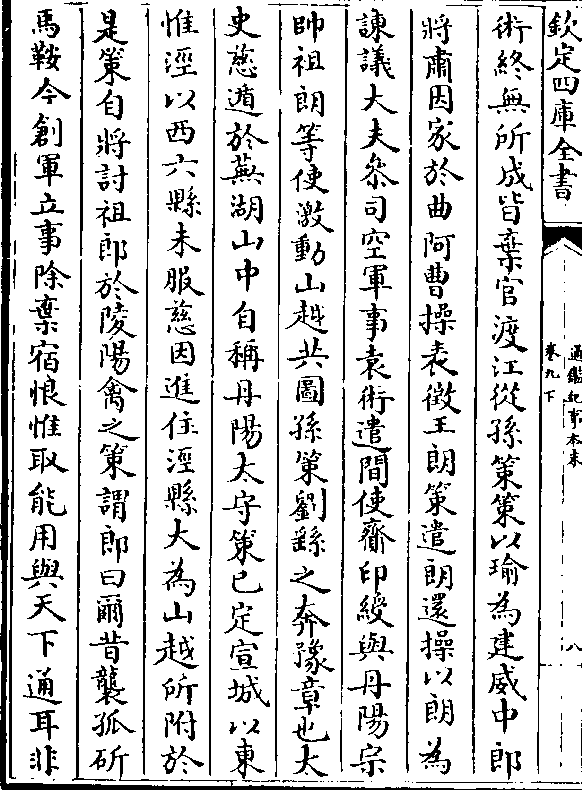 欽定四庫全書
通鑑紀事本末
卷九下
八
術終無所成皆棄官渡江從孫策策以瑜為建威中郎
將肅因家於曲阿曹操表徵王朗策遣朗還操以朗為
諫議大夫叅司空軍事袁術遣間使齎印綬與丹陽宗
帥祖朗等使激動山越共圖孫策劉繇之奔豫章也太
史慈遁於蕪湖山中自稱丹陽太守策已定宣城以東
惟涇以西六縣未服慈因進住涇縣大為山越所附於
是策自將討祖郎於陵陽禽之策謂郎曰爾昔襲孤斫
馬鞍今創軍立事除棄宿恨惟取能用與天下通耳非